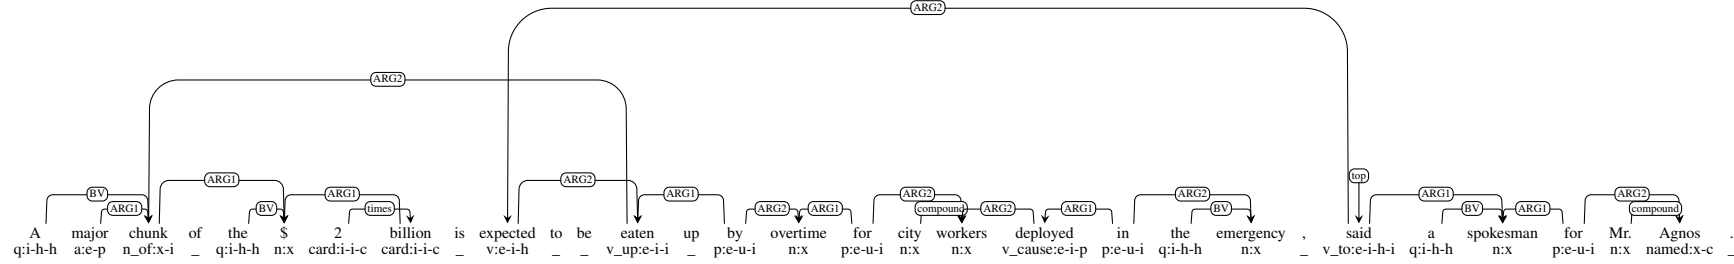 ARG2
ARG2
BV ARG1 ARG1 BV ARG1 times ARG2 ARG1 ARG2 ARG1 ARG2 compound ARG2 ARG1 ARG2 BV top ARG1 BV ARG1 ARG2 compound
A major chunk of the $ 2 billion is expected to be eaten up by overtime for city workers deployed in the emergency , said a spokesman for Mr. Agnos .
q:i-h-h a:e-p n_of:x-i _ q:i-h-h n:x card:i-i-c card:i-i-c _ v:e-i-h _ _ v_up:e-i-i _ p:e-u-i n:x p:e-u-i n:x n:x v_cause:e-i-p p:e-u-i q:i-h-h n:x _ v_to:e-i-h-i q:i-h-h n:x p:e-u-i n:x named:x-c _